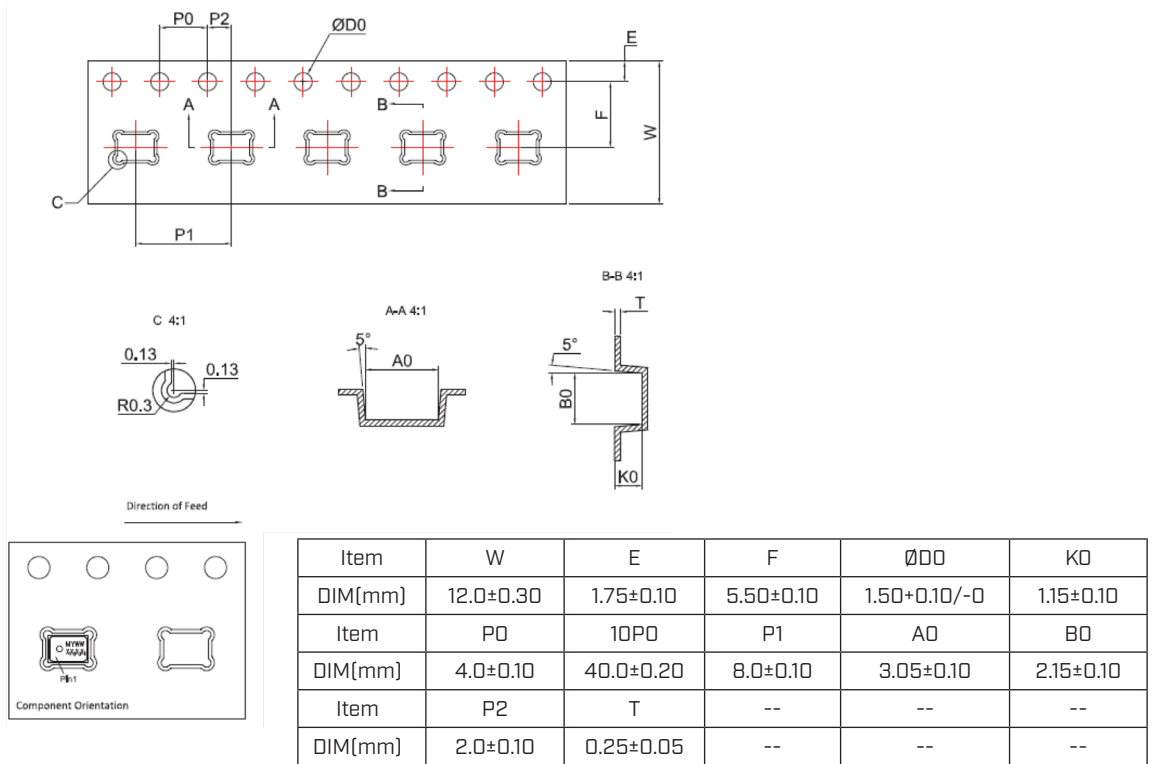 P0 P2
ØD0
E
A A
B
F
W
B
C
P1
B-B 4:1
T
C 4:1
A-A 4:1
5°
5°
0.13
A0
0.13
B0
R0.3
K0
Direction of Feed
MYWW
Pin1
Component Orientation
Item W E F ØD0 K0
DIM(mm) 12.0±0.30 1.75±0.10 5.50±0.10 1.50+0.10/-0 1.15±0.10
Item P0 10P0 P1 A0 B0
DIM(mm) 4.0±0.10 40.0±0.20 8.0±0.10 3.05±0.10 2.15±0.10
Item P2 T -- -- --
DIM(mm) 2.0±0.10 0.25±0.05 -- -- --